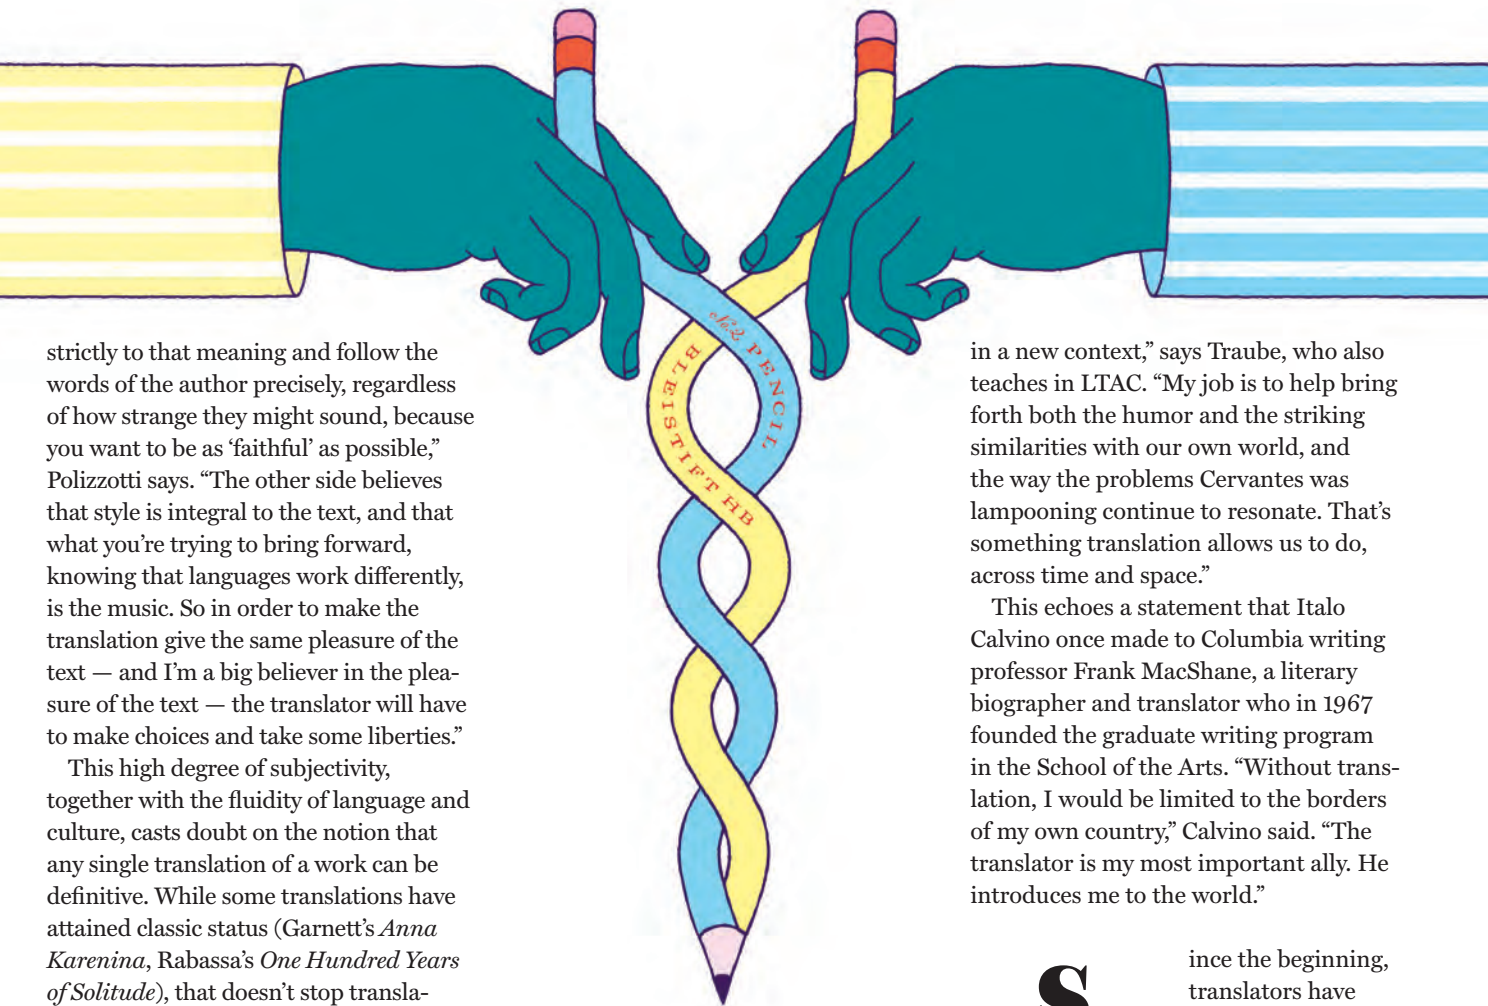 strictly to that meaning and follow the
words of the author precisely, regardless
of how strange they might sound, because
you want to be as ‘faithful’ as possible,”
Polizzotti says. “The other side believes
that style is integral to the text, and that
what you’re trying to bring forward,
knowing that languages work differently,
is the music. So in order to make the
translation give the same pleasure of the
text — and I’m a big believer in the plea-
sure of the text — the translator will have
to make choices and take some liberties.”
This high degree of subjectivity,
together with the fluidity of language and
culture, casts doubt on the notion that
any single translation of a work can be
definitive. While some translations have
attained classic status (Garnett’s Anna
Karenina, Rabassa’s One Hundred Years
of Solitude), that doesn’t stop transla-
№2 PENCIL
BLEISTIFT HB
in a new context,” says Traube, who also
teaches in LTAC. “My job is to help bring
forth both the humor and the striking
similarities with our own world, and
the way the problems Cervantes was
lampooning continue to resonate. That’s
something translation allows us to do,
across time and space.”
This echoes a statement that Italo
Calvino once made to Columbia writing
professor Frank MacShane, a literary
biographer and translator who in 1967
founded the graduate writing program
in the School of the Arts. “Without trans-
lation, I would be limited to the borders
of my own country,” Calvino said. “The
translator is my most important ally. He
introduces me to the world.”
Since the beginning,
translators have